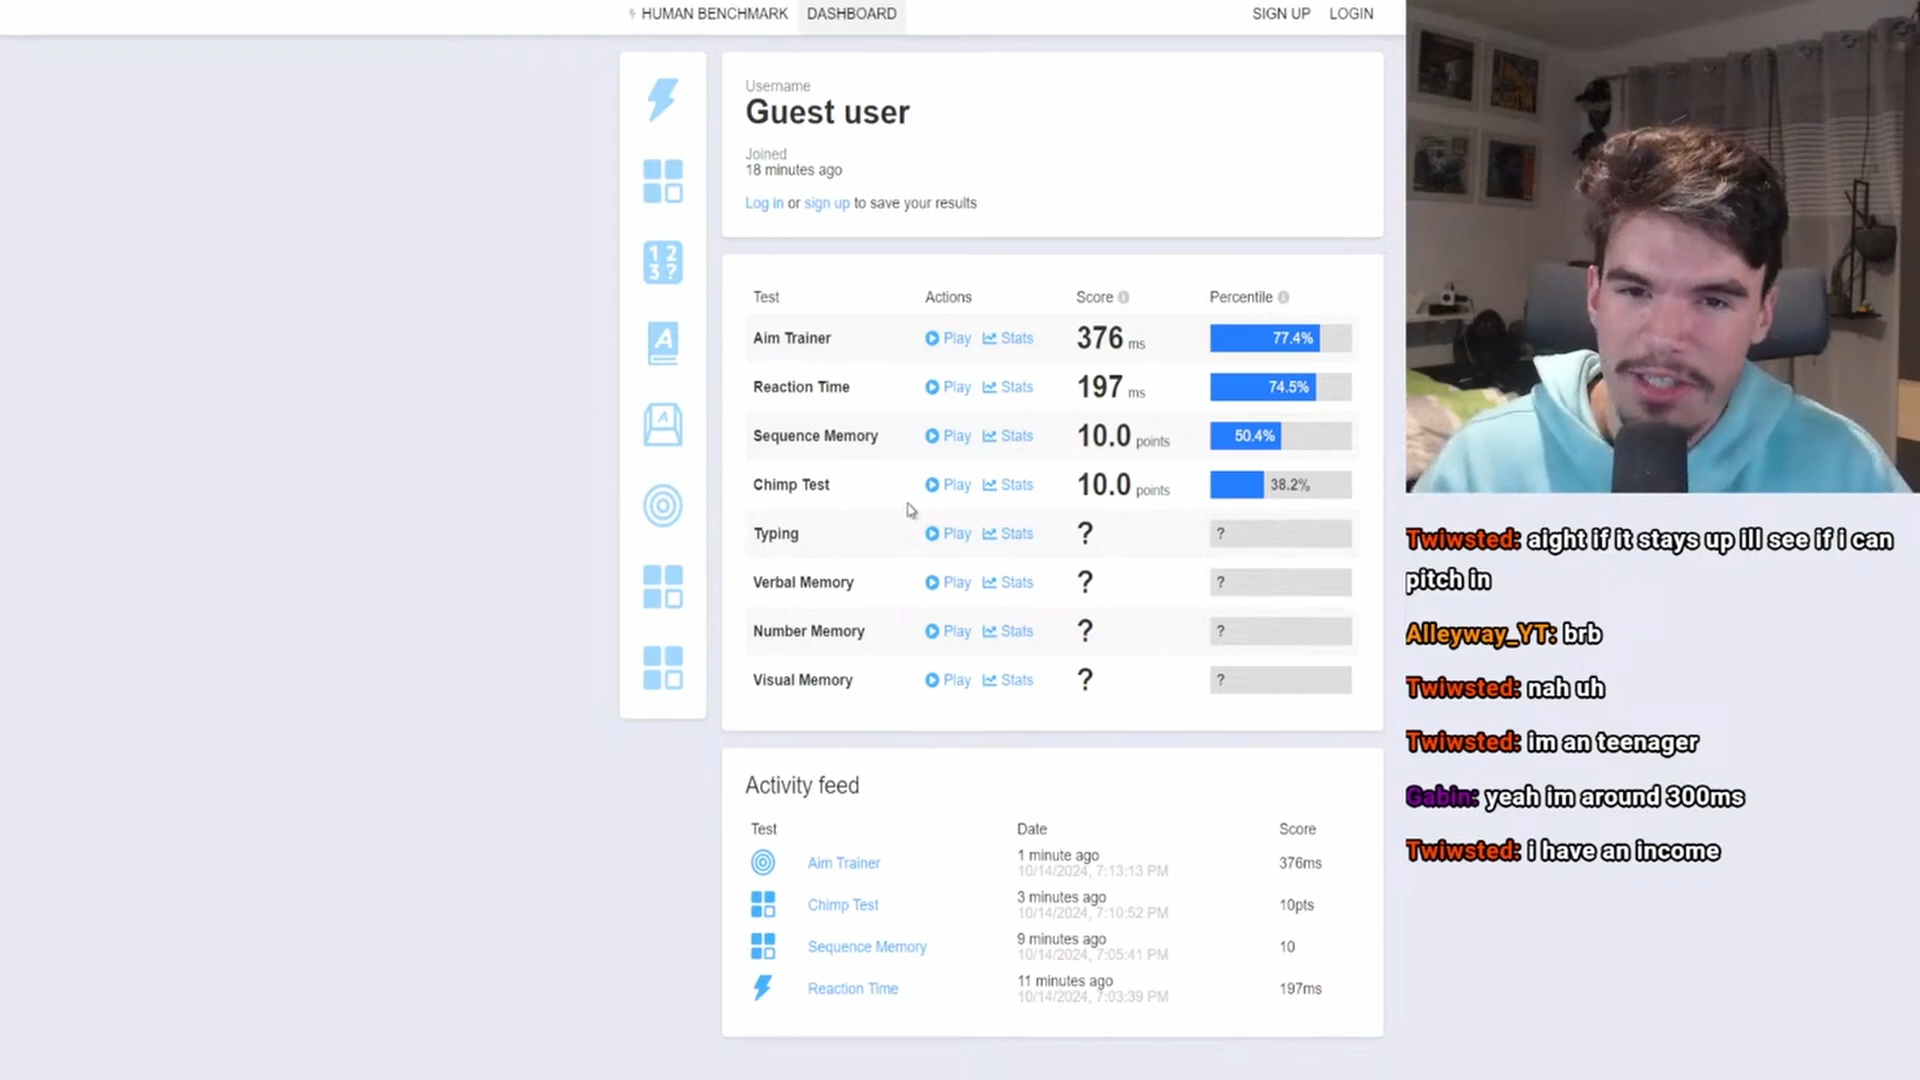 HUMAN BENCHMARK DASHBOARD SIGN UP LOGIN
Username
Guest user
Joined
18 minutes ago
Log in or sign up to save your results
Test Actions Score Percentile
Aim Trainer Play Stats 376 ms 77.4%
Reaction Time Play Stats 197 ms 74.5%
Sequence Memory Play Stats 10.0 points 50.4%
Chimp Test Play Stats 10.0 points 38.2%
Typing Play Stats ? ?
Verbal Memory Play Stats ? ?
Number Memory Play Stats ? ?
Visual Memory Play Stats ? ?
1 2
3 ?
A
A
Activity feed
Test Date Score
Aim Trainer 1 minute ago 376ms
10/14/2024, 7:13:13 PM
Chimp Test 3 minutes ago 10pts
10/14/2024, 7:10:52 PM
Sequence Memory 9 minutes ago 10
10/14/2024, 7:05:41 PM
Reaction Time 11 minutes ago 197ms
10/14/2024, 7:03:39 PM
Twiwsted: aight if it stays up ill see if i can
pitch in
Alleyway_YT: brb
Twiwsted: nah uh
Twiwsted: im an teenager
Gabin: yeah im around 300ms
Twiwsted: i have an income